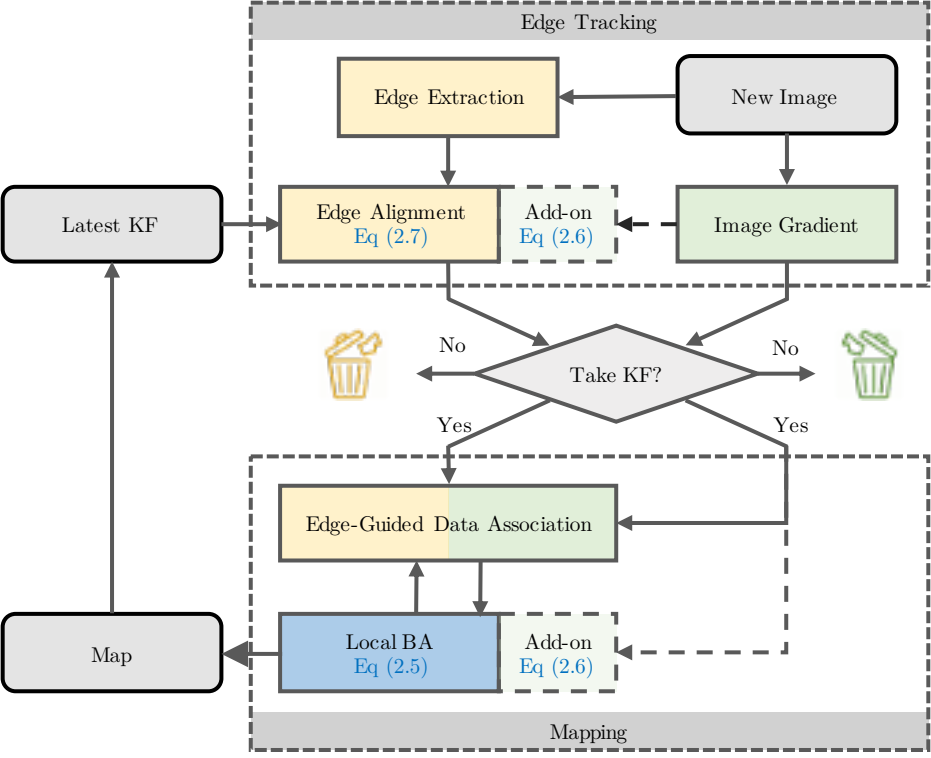 Edge Tracking
Edge Extraction
New Image
Latest KF
Edge Alignment
Eq (2.7)
Add-on
Eq (2.6)
Image Gradient
No
No
Take KF?
Yes
Yes
Edge-Guided Data Association
Map
Local BA
Eq (2.5)
Add-on
Eq (2.6)
Mapping